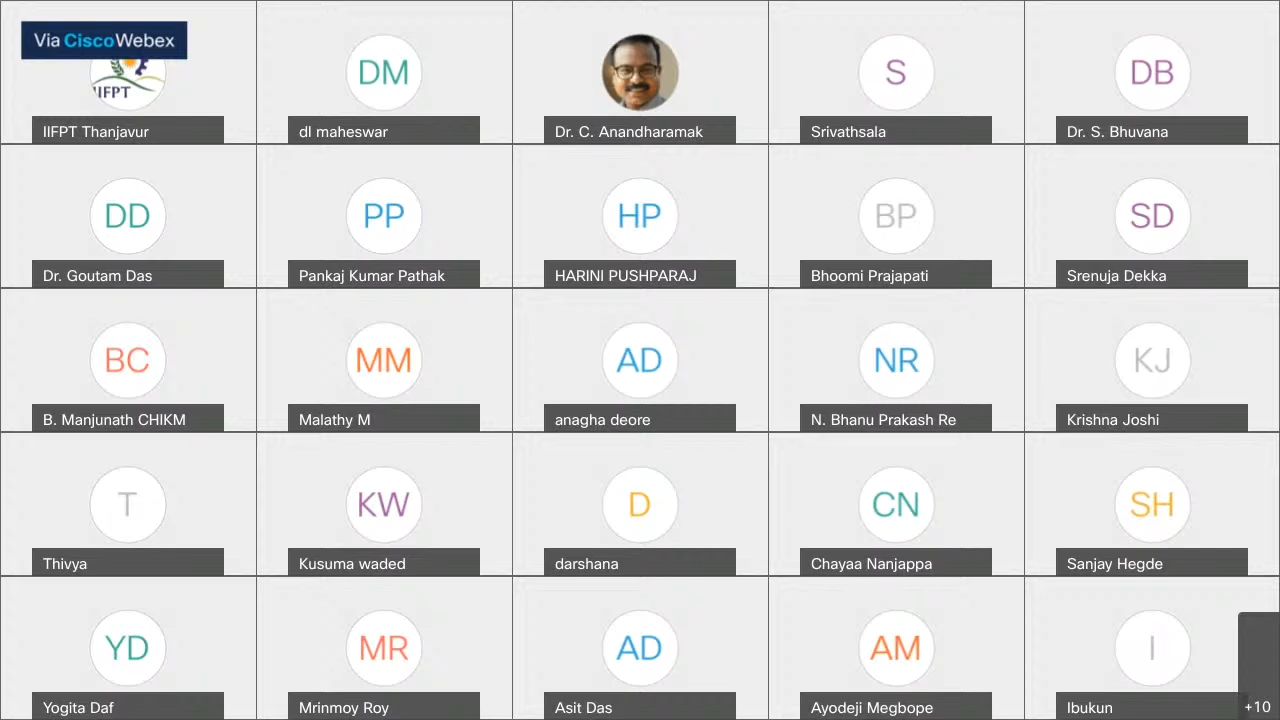 Via Cisco Webex
IIFPT
IIFPT Thanjavur
DM
dl maheswar
Dr. C. Anandharamak
S
Srivathsala
DB
Dr. S. Bhuvana
DD
Dr. Goutam Das
PP
Pankaj Kumar Pathak
HP
HARINI PUSHPARAJ
BP
Bhoomi Prajapati
SD
Srenuja Dekka
BC
B. Manjunath CHIKM
MM
Malathy M
AD
anagha deore
NR
N. Bhanu Prakash Re
KJ
Krishna Joshi
T
Thivya
KW
Kusuma waded
D
darshana
CN
Chayaa Nanjappa
SH
Sanjay Hegde
YD
Yogita Daf
MR
Mrinmoy Roy
AD
Asit Das
AM
Ayodeji Megbope
I
Ibukun
+10